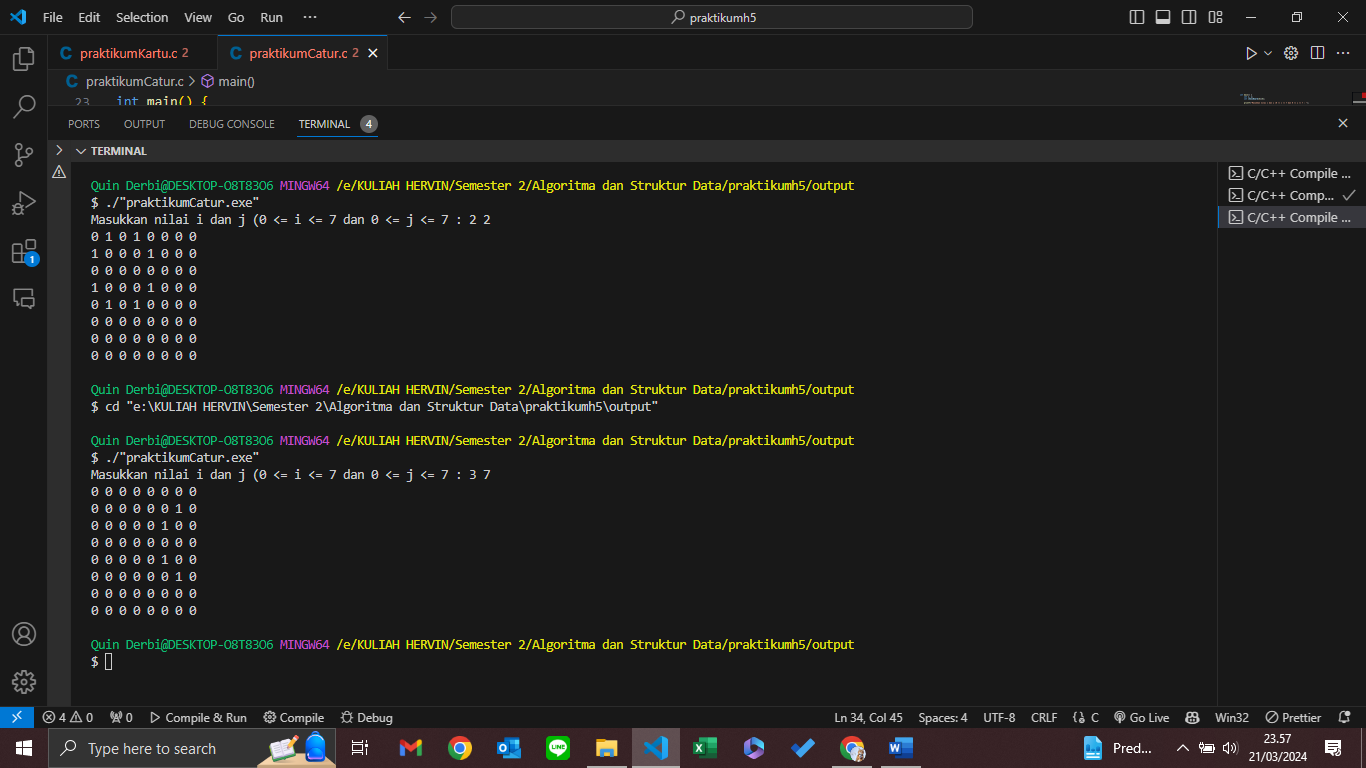 File Edit Selection View Go Run ··· praktikumh5
praktikumKartu.c 2 praktikumCatur.c 2
praktikumCatur.c > main()
23 int main() {
PORTS OUTPUT DEBUG CONSOLE TERMINAL 4
TERMINAL
Quin Derbi@DESKTOP-O8T83O6 MINGW64 /e/KULIAH HERVIN/Semester 2/Algoritma dan Struktur Data/praktikumh5/output
$ ./"praktikumCatur.exe"
Masukkan nilai i dan j (0 <= i <= 7 dan 0 <= j <= 7 : 2 2
0 1 0 1 0 0 0 0
1 0 0 0 1 0 0 0
0 0 0 0 0 0 0 0
1 0 0 0 1 0 0 0
0 1 0 1 0 0 0 0
0 0 0 0 0 0 0 0
0 0 0 0 0 0 0 0
0 0 0 0 0 0 0 0
Quin Derbi@DESKTOP-O8T83O6 MINGW64 /e/KULIAH HERVIN/Semester 2/Algoritma dan Struktur Data/praktikumh5/output
$ cd "e:\KULIAH HERVIN\Semester 2\Algoritma dan Struktur Data\praktikumh5\output"
Quin Derbi@DESKTOP-O8T83O6 MINGW64 /e/KULIAH HERVIN/Semester 2/Algoritma dan Struktur Data/praktikumh5/output
$ ./"praktikumCatur.exe"
Masukkan nilai i dan j (0 <= i <= 7 dan 0 <= j <= 7 : 3 7
0 0 0 0 0 0 0 0
0 0 0 0 0 0 1 0
0 0 0 0 0 1 0 0
0 0 0 0 0 0 0 0
0 0 0 0 0 1 0 0
0 0 0 0 0 0 1 0
0 0 0 0 0 0 0 0
0 0 0 0 0 0 0 0
Quin Derbi@DESKTOP-O8T83O6 MINGW64 /e/KULIAH HERVIN/Semester 2/Algoritma dan Struktur Data/praktikumh5/output
$
C/C++ Compile ...
C/C++ Comp...
C/C++ Compile ...
1
4 0 0 Compile & Run Compile Debug Ln 34, Col 45 Spaces: 4 UTF-8 CRLF {} C Go Live Win32 Prettier
Type here to search Pred... 23.57
21/03/2024